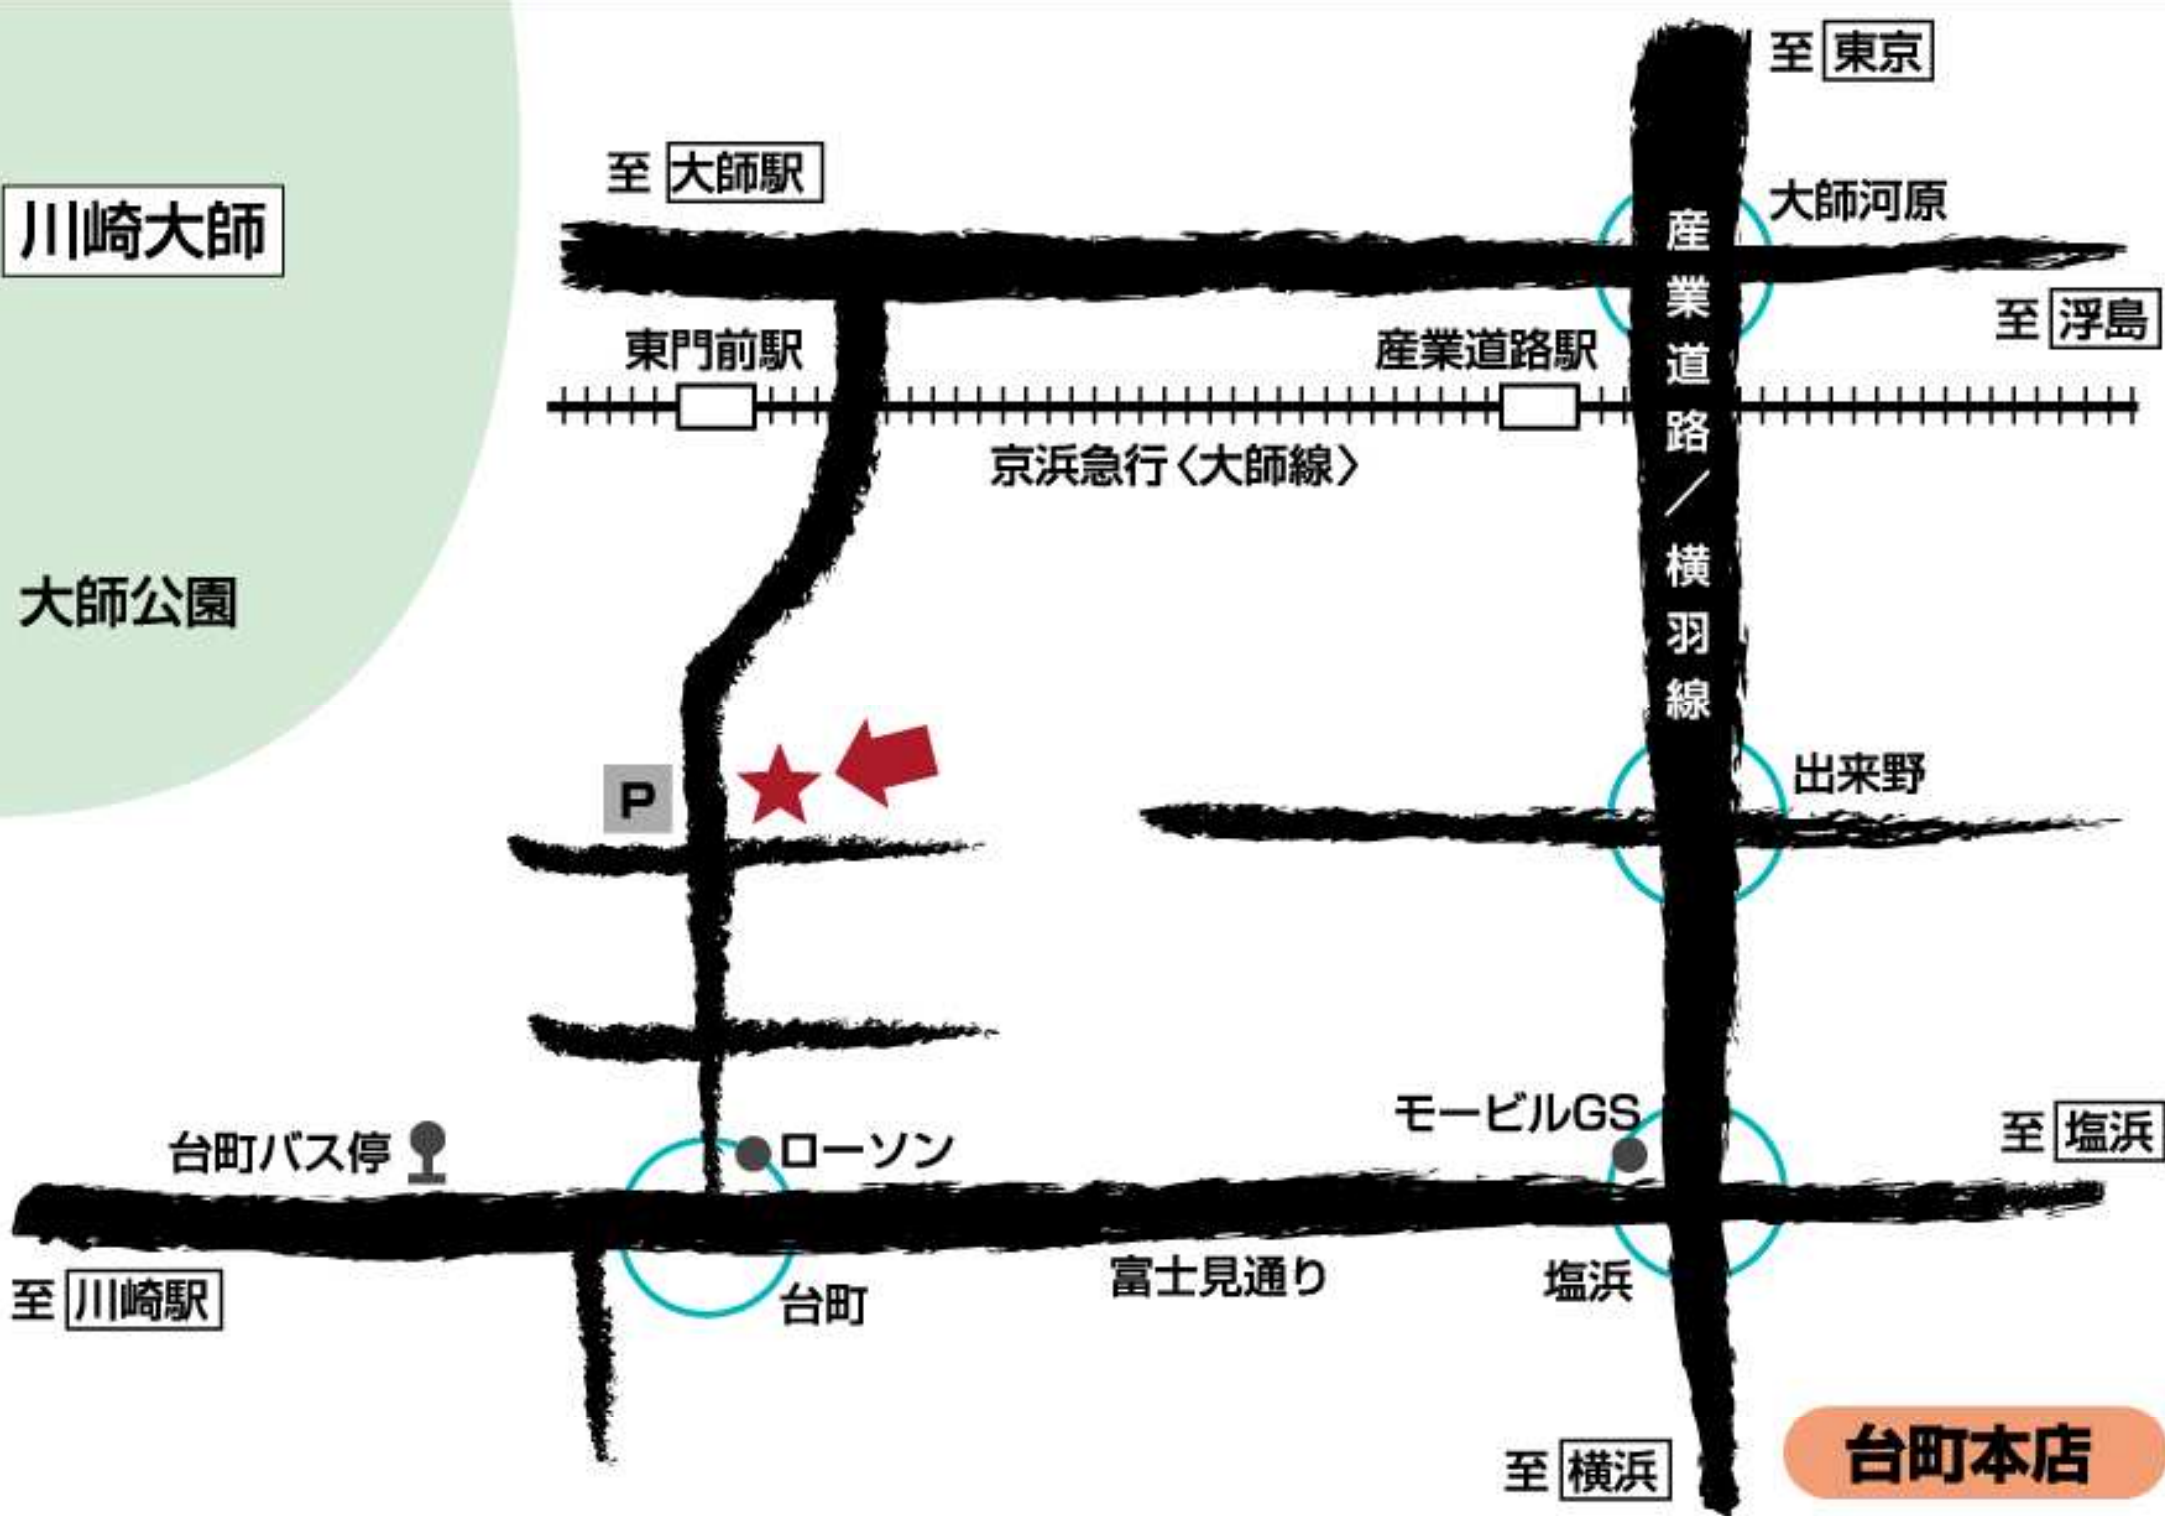 至 東京
至 大師駅
大師河原
川崎大師
至 浮島
東門前駅
産業道路駅
産業道路／横羽線
京浜急行〈大師線〉
大師公園
出来野
P
モービルGS
至 塩浜
台町バス停
ローソン
富士見通り
塩浜
至 川崎駅
台町
至 横浜
台町本店